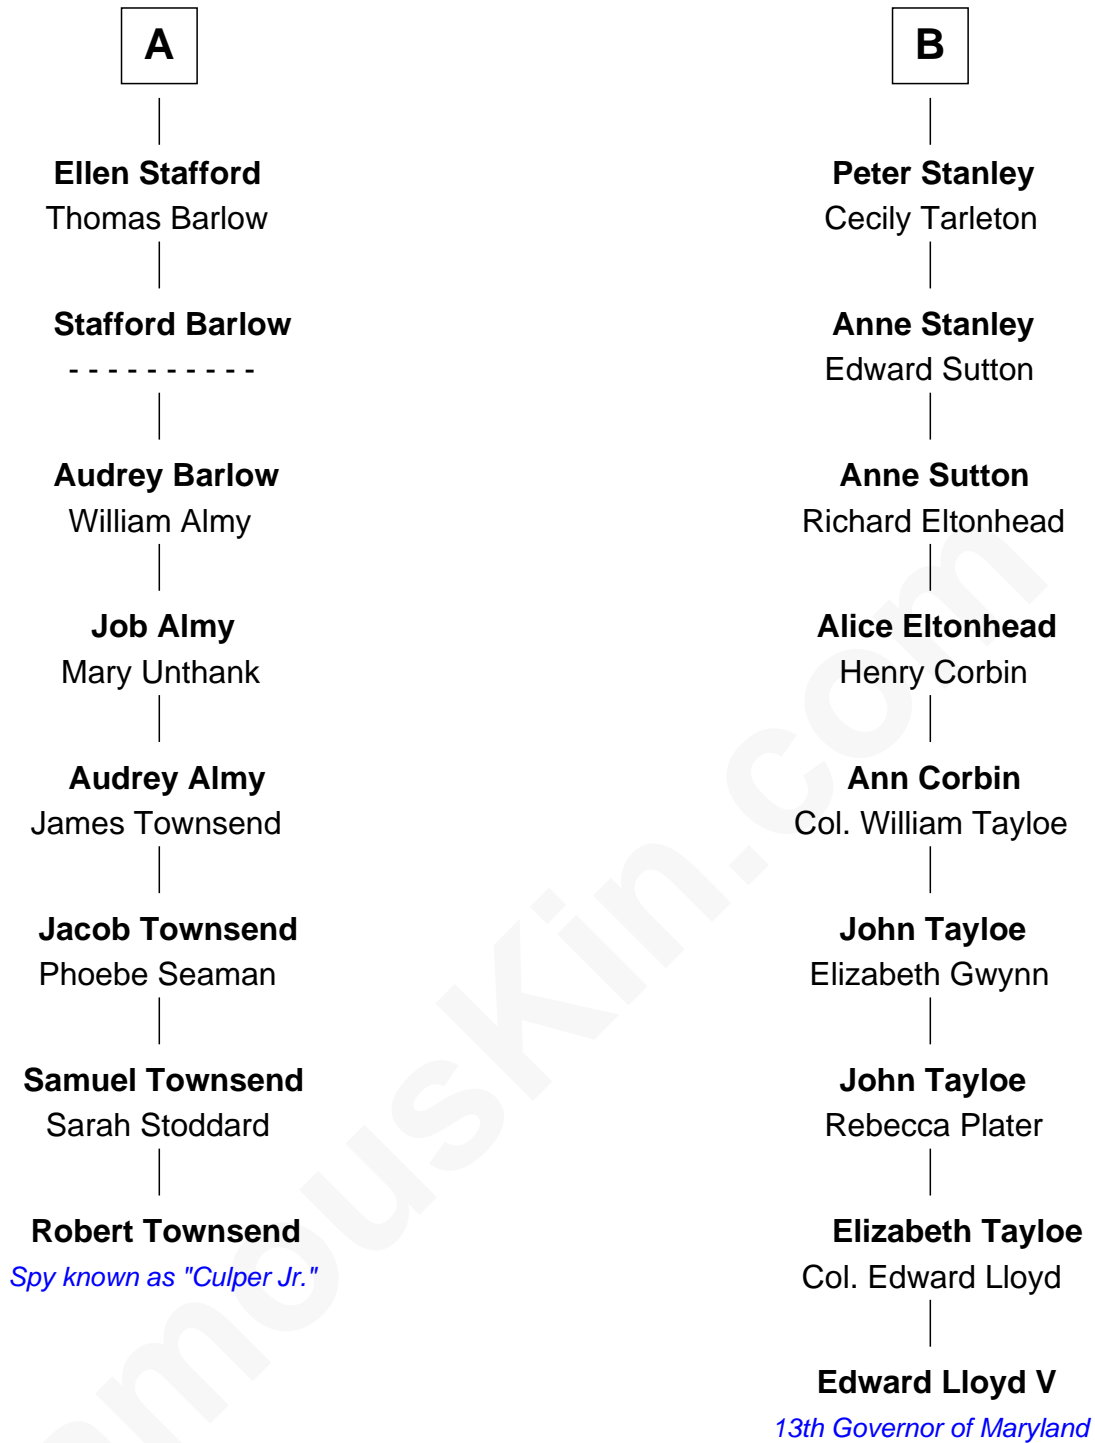 A
Ellen Stafford
Thomas Barlow
Stafford Barlow
- - - - - - - - - -
Audrey Barlow
William Almy
Job Almy
Mary Unthank
Audrey Almy
James Townsend
Jacob Townsend
Phoebe Seaman
Samuel Townsend
Sarah Stoddard
Robert Townsend
Spy known as "Culper Jr."
B
Peter Stanley
Cecily Tarleton
Anne Stanley
Edward Sutton
Anne Sutton
Richard Eltonhead
Alice Eltonhead
Henry Corbin
Ann Corbin
Col. William Tayloe
John Tayloe
Elizabeth Gwynn
John Tayloe
Rebecca Plater
Elizabeth Tayloe
Col. Edward Lloyd
Edward Lloyd V
13th Governor of Maryland
amouskin.com